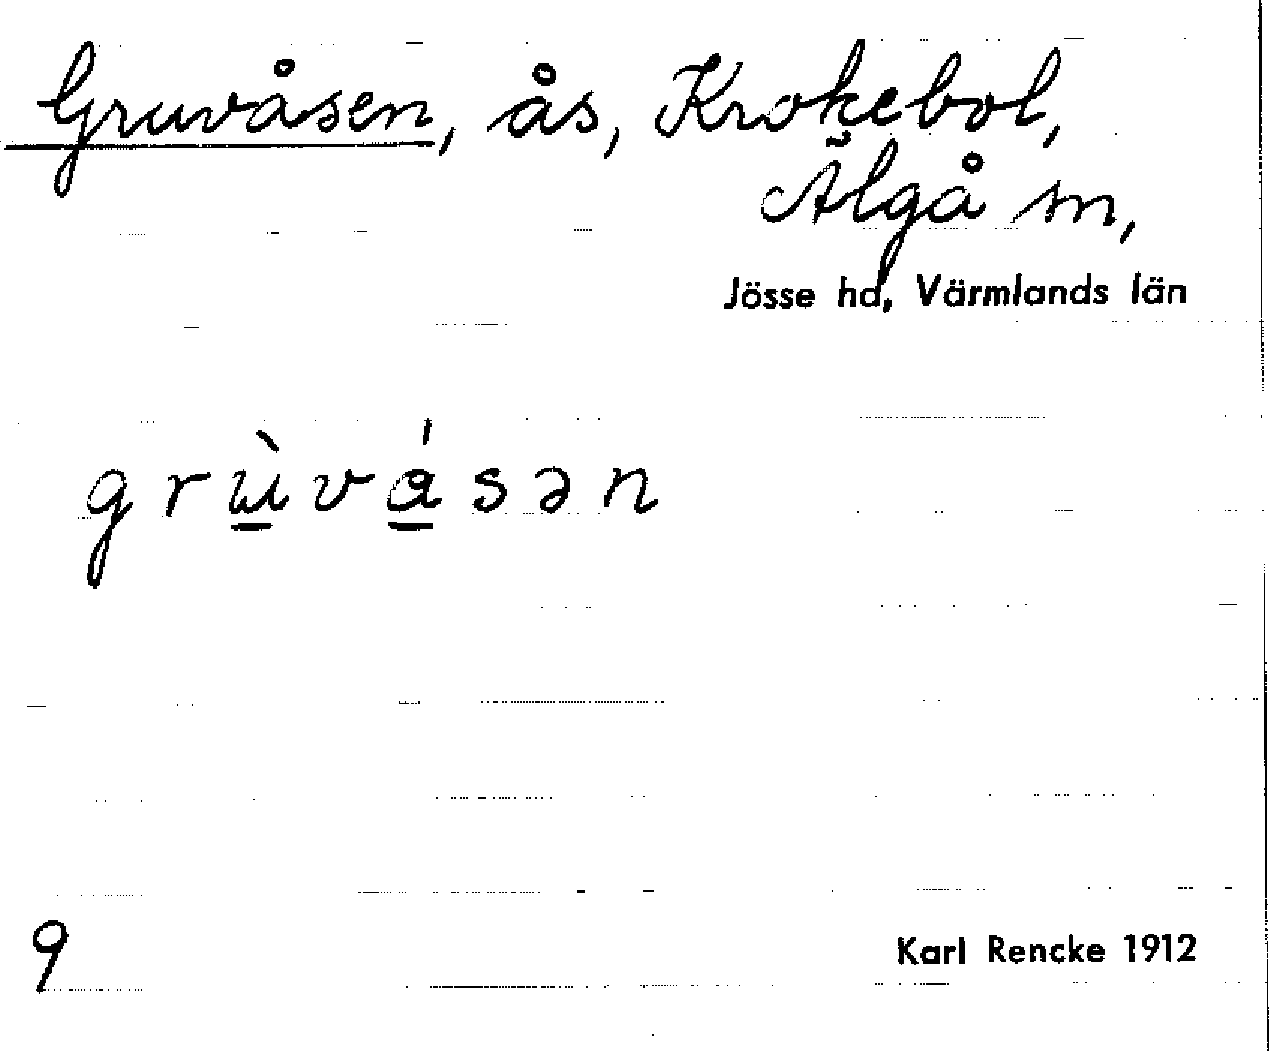 Gruvåsen, ås, Krokebol,
Älgå sn,
Jösse hd, Värmlands län
grùvásən
9
Karl Rencke 1912